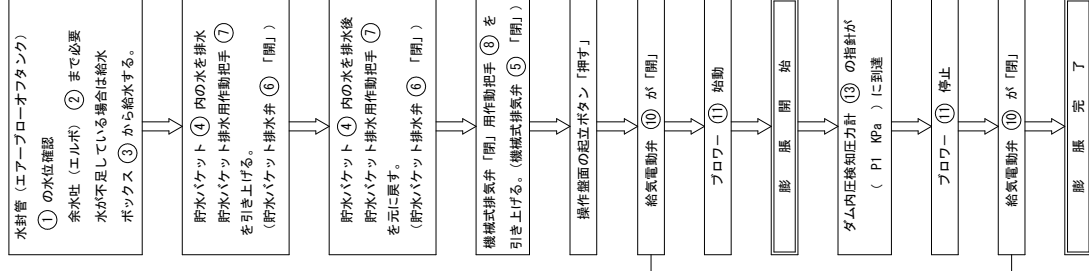 水封管（エアーブローオフタンク）
① の水位確認
余水吐（エルボ）② まで必要
水が不足している場合は給水
ボックス ③ から給水する。
貯水バケット ④ 内の水を排水
貯水バケット排水用作動把手 ⑦
を引き上げる。
（貯水バケット排水弁 ⑥ 「開」）
貯水バケット ④ 内の水を排水後
貯水バケット排水用作動把手 ⑦
を元に戻す。
（貯水バケット排水弁 ⑥ 「閉」）
機械式排気弁「閉」用作動把手 ⑧ を
引き上げる。（機械式排気弁 ⑤ 「閉」）
操作盤面の起立ボタン「押す」
給気電動弁 ⑩ が「開」
ブロワー ⑪ 始動
膨 脹 開 始
ダム内圧検知圧力計 ⑬ の指針が
（ P1 KPa ）に到達
ブロワー ⑪ 停止
給気電動弁 ⑩ が「閉」
膨 脹 完 了